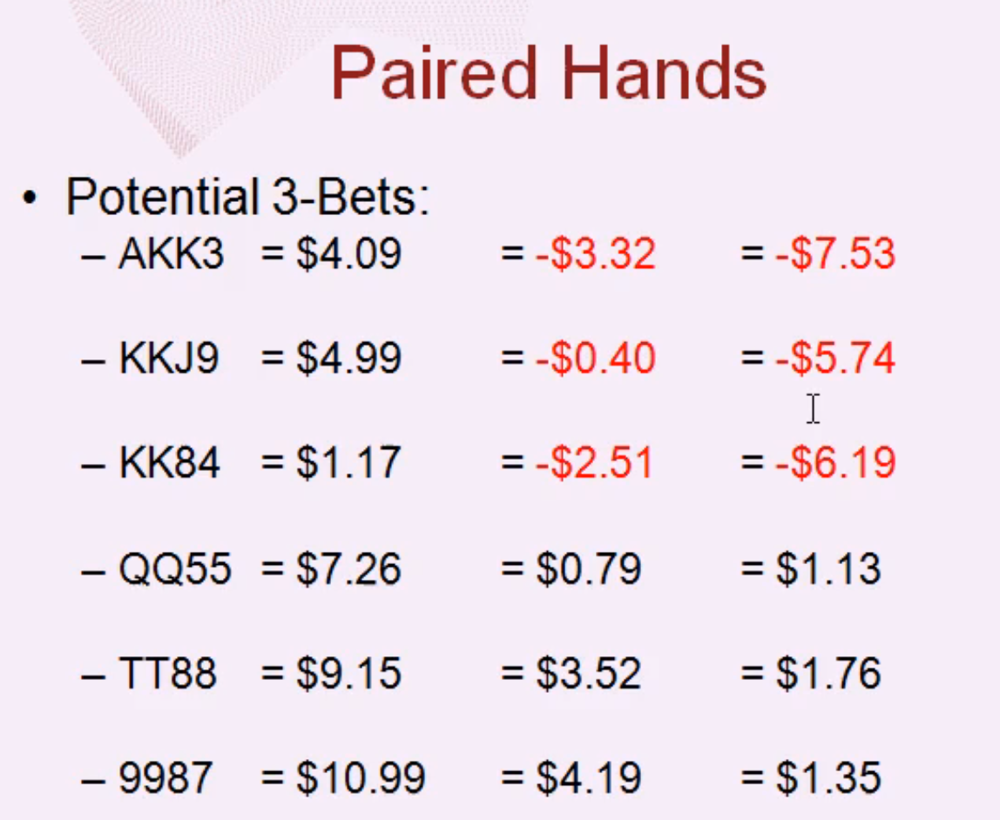 Paired Hands
• Potential 3-Bets:
– AKK3 = $4.09 = -$3.32 = -$7.53
– KKJ9 = $4.99 = -$0.40 = -$5.74
– KK84 = $1.17 = -$2.51 = -$6.19
– QQ55 = $7.26 = $0.79 = $1.13
– TT88 = $9.15 = $3.52 = $1.76
– 9987 = $10.99 = $4.19 = $1.35